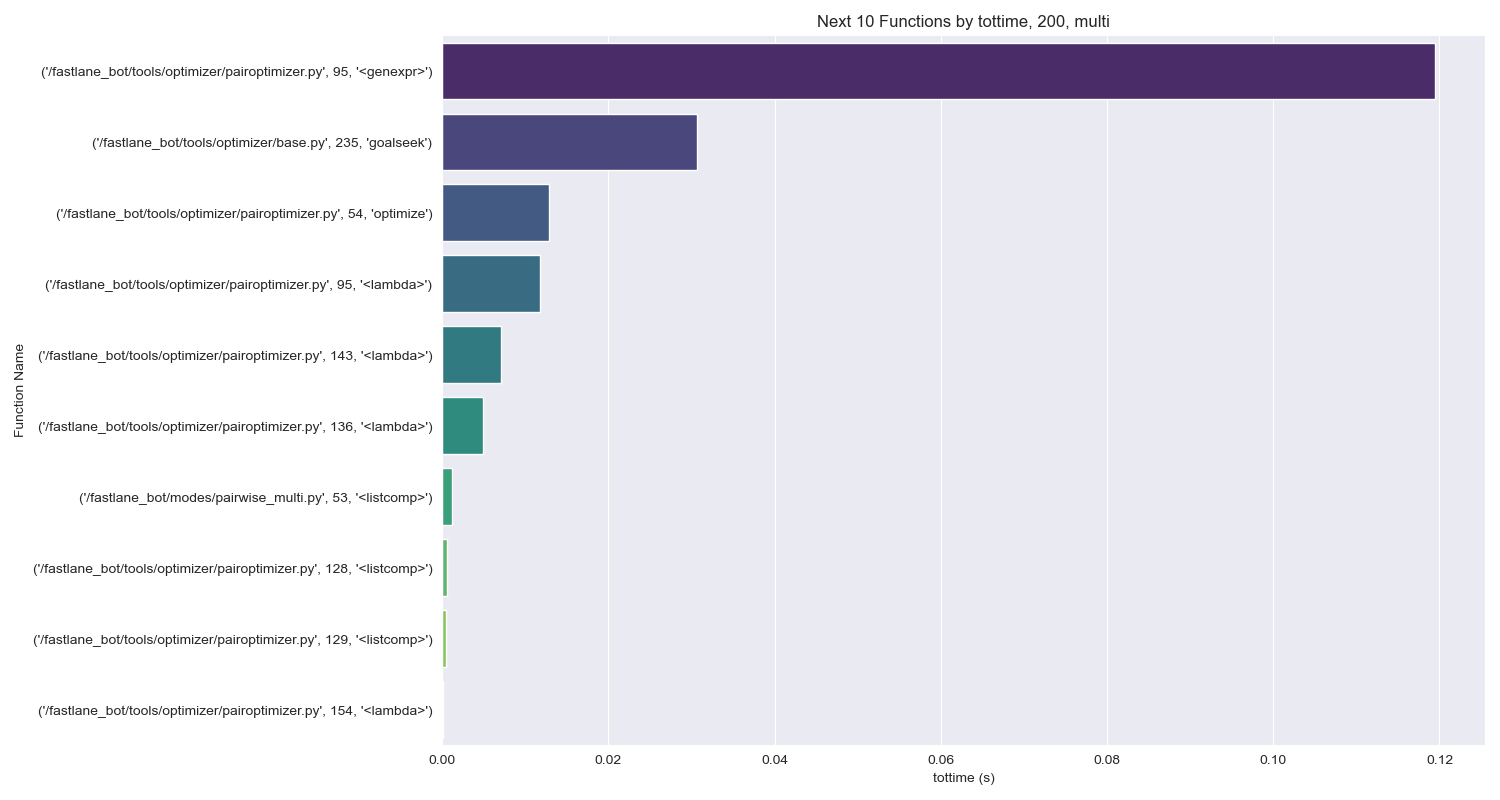 Next 10 Functions by tottime, 200, multi
('/fastlane_bot/tools/optimizer/pairoptimizer.py', 95, '<genexpr>')
('/fastlane_bot/tools/optimizer/base.py', 235, 'goalseek')
('/fastlane_bot/tools/optimizer/pairoptimizer.py', 54, 'optimize')
('/fastlane_bot/tools/optimizer/pairoptimizer.py', 95, '<lambda>')
('/fastlane_bot/tools/optimizer/pairoptimizer.py', 143, '<lambda>')
('/fastlane_bot/tools/optimizer/pairoptimizer.py', 136, '<lambda>')
('/fastlane_bot/modes/pairwise_multi.py', 53, '<listcomp>')
('/fastlane_bot/tools/optimizer/pairoptimizer.py', 128, '<listcomp>')
('/fastlane_bot/tools/optimizer/pairoptimizer.py', 129, '<listcomp>')
('/fastlane_bot/tools/optimizer/pairoptimizer.py', 154, '<lambda>')
Function Name
0.00 0.02 0.04 0.06 0.08 0.10 0.12
tottime (s)